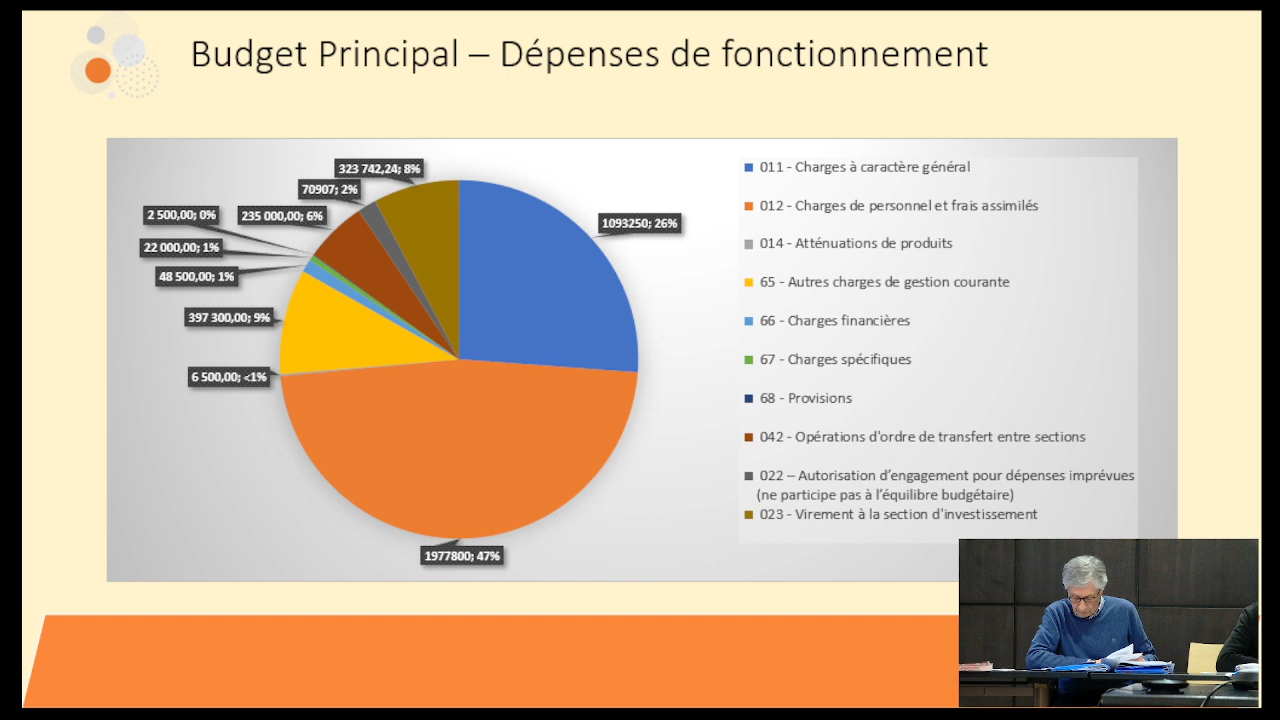 Budget Principal – Dépenses de fonctionnement
323 742,24; 8%
70907; 2%
2 500,00; 0%
235 000,00; 6%
1093250; 26%
22 000,00; 1%
48 500,00; 1%
397 300,00; 9%
6 500,00; <1%
1977800; 47%
011 - Charges à caractère général
012 - Charges de personnel et frais assimilés
014 - Atténuations de produits
65 - Autres charges de gestion courante
66 - Charges financières
67 - Charges spécifiques
68 - Provisions
042 - Opérations d'ordre de transfert entre sections
022 – Autorisation d’engagement pour dépenses imprévues
(ne participe pas à l’équilibre budgétaire)
023 - Virement à la section d'investissement